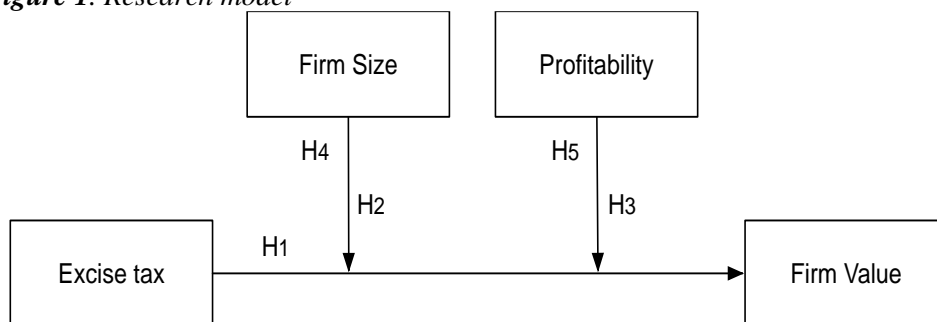 Figure 1. Research model
Firm Size
Profitability
H4
H5
H2
H3
H1
Excise tax
Firm Value